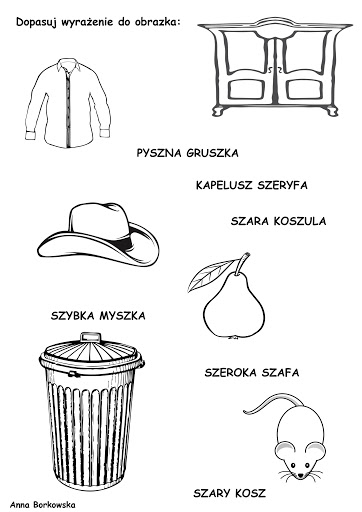 Dopasuj wyrażenie do obrazka:
PYSZNA GRUSZKA
KAPELUSZ SZERYFA
SZARA KOSZULA
SZYBKA MYSZKA
SZEROKA SZAFA
SZARY KOSZ
Anna Borkowska